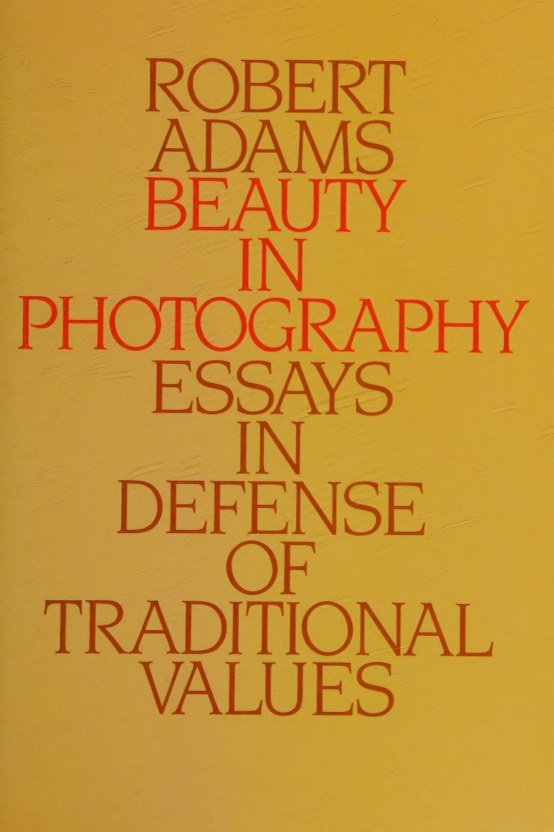 ROBERT
ADAMS
BEAUTY
IN
PHOTOGRAPHY
ESSAYS
IN
DEFENSE
OF
TRADITIONAL
VALUES